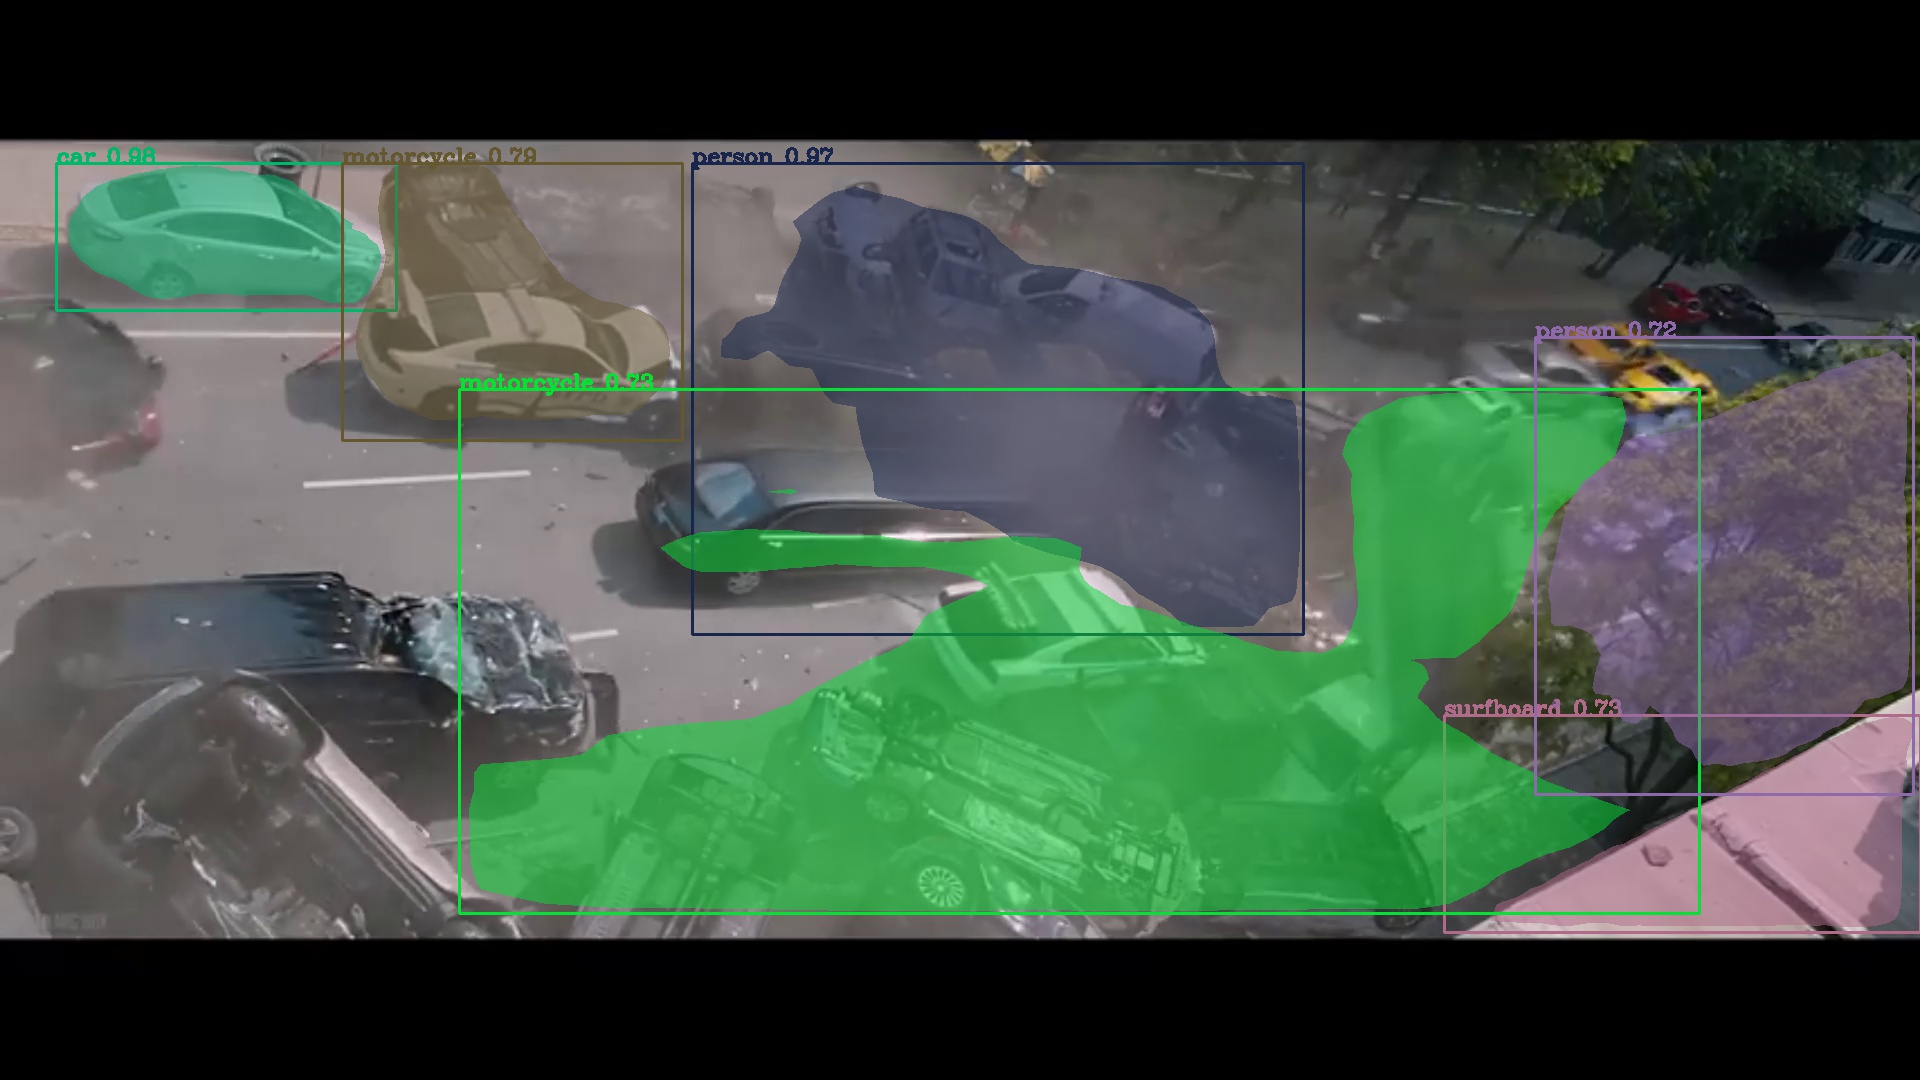 car 0.98
motorcycle 0.79
person 0.97
person 0.72
motorcycle 0.73
surfboard 0.73